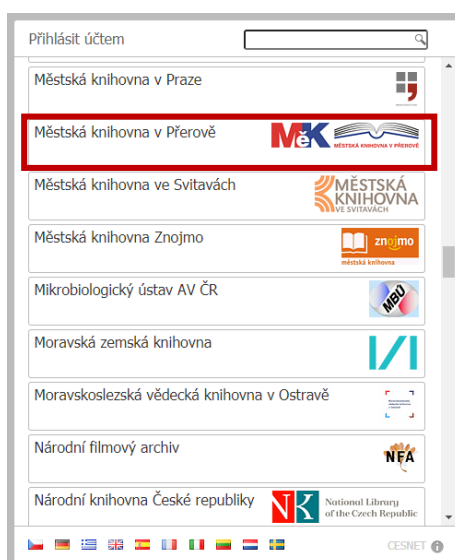 Přihlásit účtem
Městská knihovna v Praze
Městská knihovna v Přerově
MěK
MĚSTSKÁ KNIHOVNA V PŘEROVĚ
Městská knihovna ve Svitavách
MĚSTSKÁ
KNIHOVNA
VE SVITAVÁCH
Městská knihovna Znojmo
znojmo
městská knihovna
Mikrobiologický ústav AV ČR
MBÚ
Moravská zemská knihovna
Moravskoslezská vědecká knihovna v Ostravě
Národní filmový archiv
NFA
Národní knihovna České republiky
NK
National Library
of the Czech Republic
CESNET